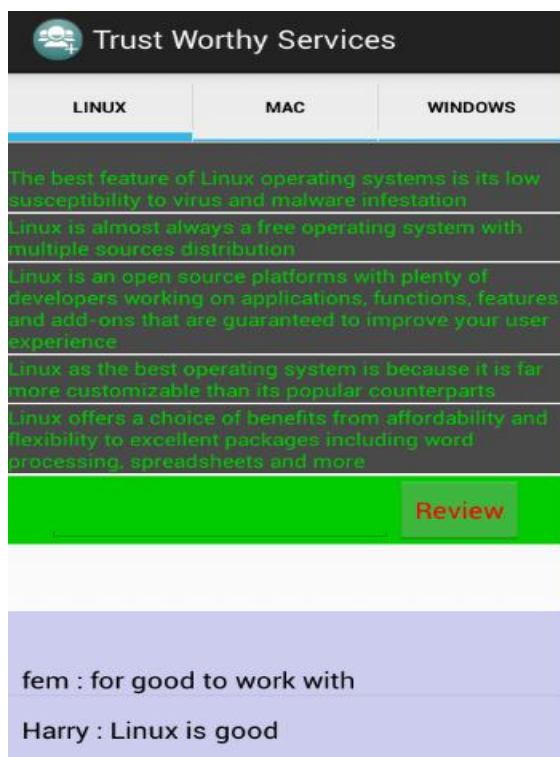 Trust Worthy Services
LINUX MAC WINDOWS
The best feature of Linux operating systems is its low
susceptibility to virus and malware infestation
Linux is almost always a free operating system with
multiple sources distribution
Linux is an open source platforms with plenty of
developers working on applications, functions, features
and add-ons that are guaranteed to improve your user
experience
Linux as the best operating system is because it is far
more customizable than its popular counterparts
Linux offers a choice of benefits from affordability and
flexibility to excellent packages including word
processing, spreadsheets and more
Review
fem : for good to work with
Harry : Linux is good